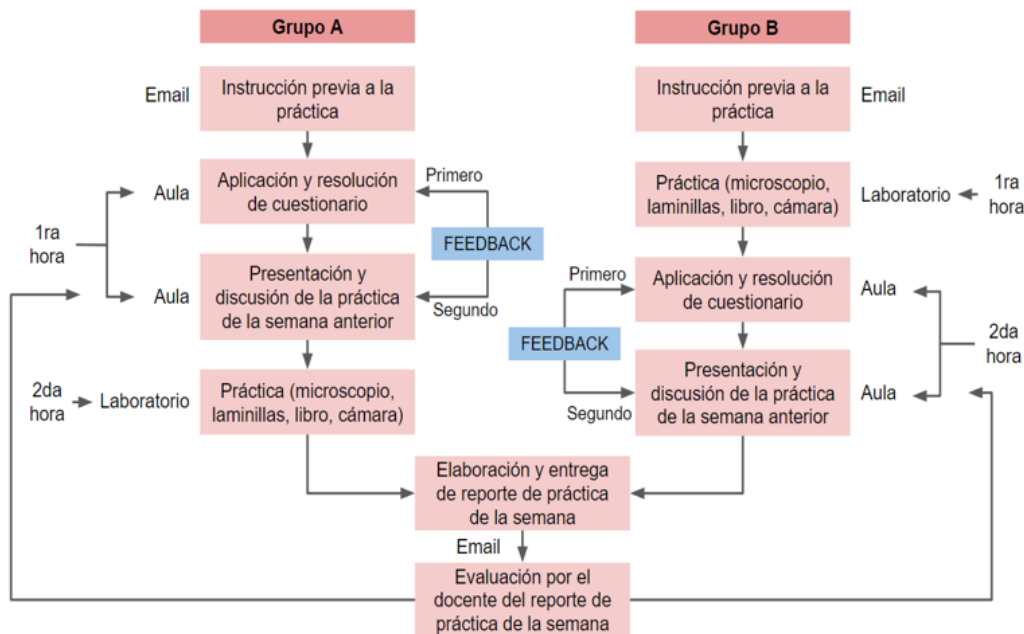 Grupo A
Grupo B
Email
Instrucción previa a la
práctica
Instrucción previa a la
práctica
Email
Aula
Aplicación y resolución
de cuestionario
Primero
Práctica (microscopio,
laminillas, libro, cámara)
Laboratorio
1ra
hora
1ra
hora
FEEDBACK
Aula
Presentación y
discusión de la práctica
de la semana anterior
Segundo
Primero
Aplicación y resolución
de cuestionario
Aula
FEEDBACK
2da
hora
2da
hora
Laboratorio
Práctica (microscopio,
laminillas, libro, cámara)
Segundo
Presentación y
discusión de la práctica
de la semana anterior
Aula
Elaboración y entrega
de reporte de práctica
de la semana
Email
Evaluación por el
docente del reporte de
práctica de la semana